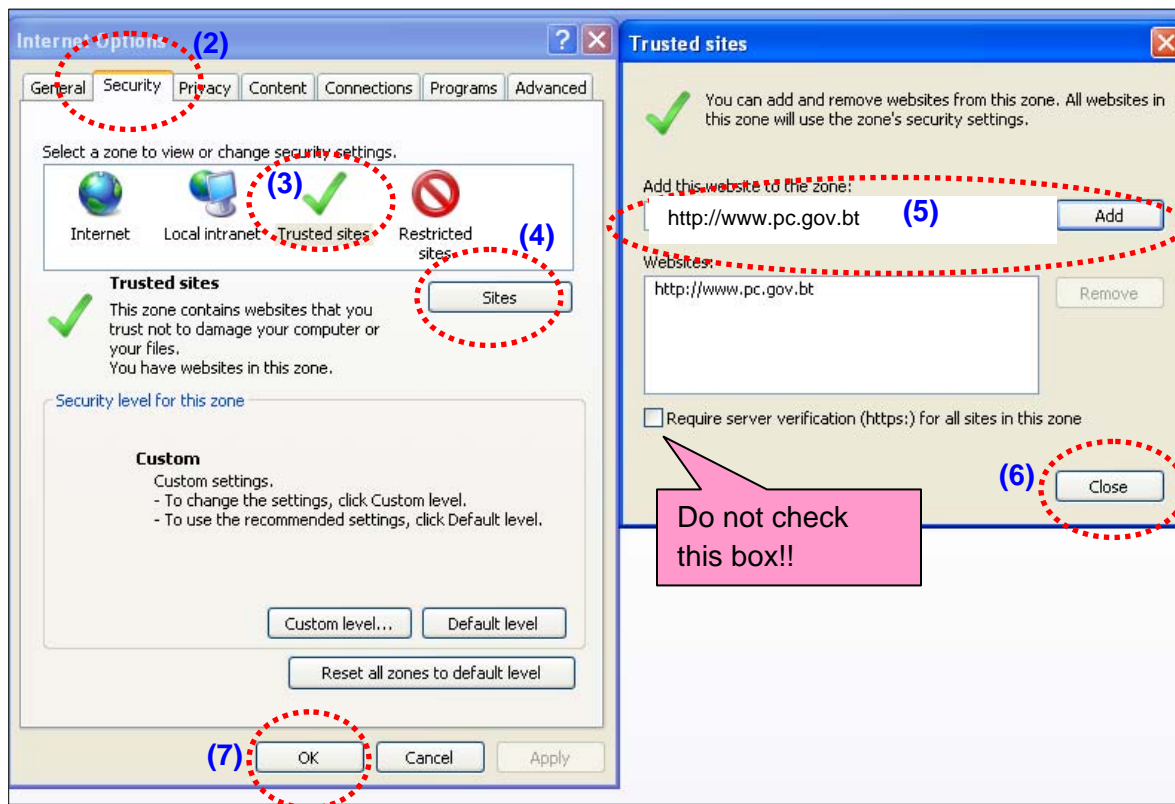 Internet Options
(2)
General Security Privacy Content Connections Programs Advanced
Select a zone to view or change security settings.
(3)
Internet Local intranet Trusted sites Restricted sites
(4)
Trusted sites
Sites
This zone contains websites that you
trust not to damage your computer or
your files.
You have websites in this zone.
Security level for this zone
Custom
Custom settings.
- To change the settings, click Custom level.
- To use the recommended settings, click Default level.
Custom level... Default level
Reset all zones to default level
(7)
OK Cancel Apply
Trusted sites
You can add and remove websites from this zone. All websites in
this zone will use the zone's security settings.
Add this website to the zone:
http://www.pc.gov.bt (5) Add
Websites:
http://www.pc.gov.bt Remove
Require server verification (https:) for all sites in this zone
(6)
Close
Do not check
this box!!